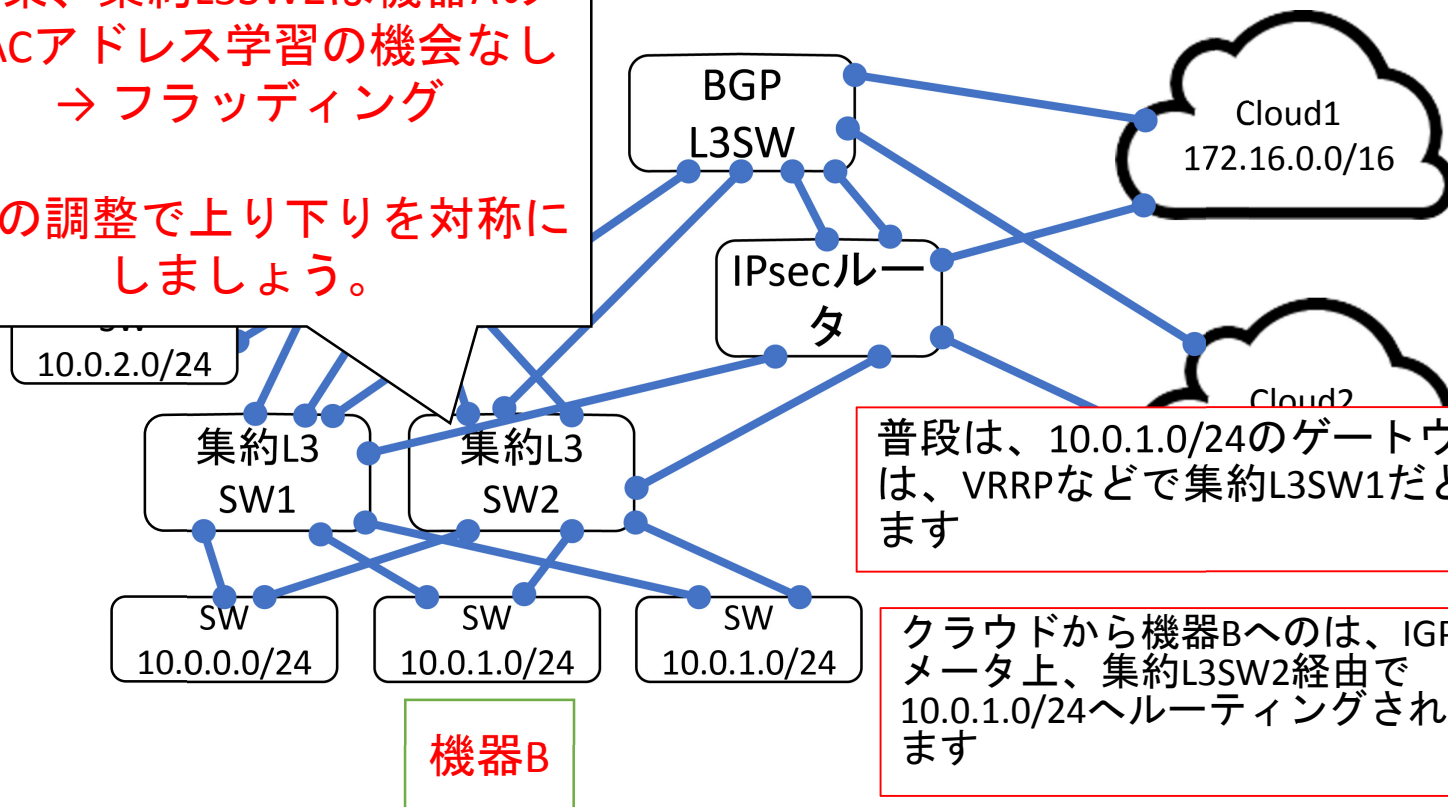 ACアドレス学習の機会なし
→ フラッディング
の調整で上り下りを対称に
しましょう。
BGP
L3SW
Cloud1
172.16.0.0/16
IPsecルー
タ
10.0.2.0/24
Cloud2
集約L3
SW1
集約L3
SW2
普段は、10.0.1.0/24のゲートウ
は、VRRPなどで集約L3SW1だと
ます
SW
10.0.0.0/24
SW
10.0.1.0/24
SW
10.0.1.0/24
クラウドから機器Bへのは、IGP
メータ上、集約L3SW2経由で
10.0.1.0/24へルーティングされ
ます
機器B